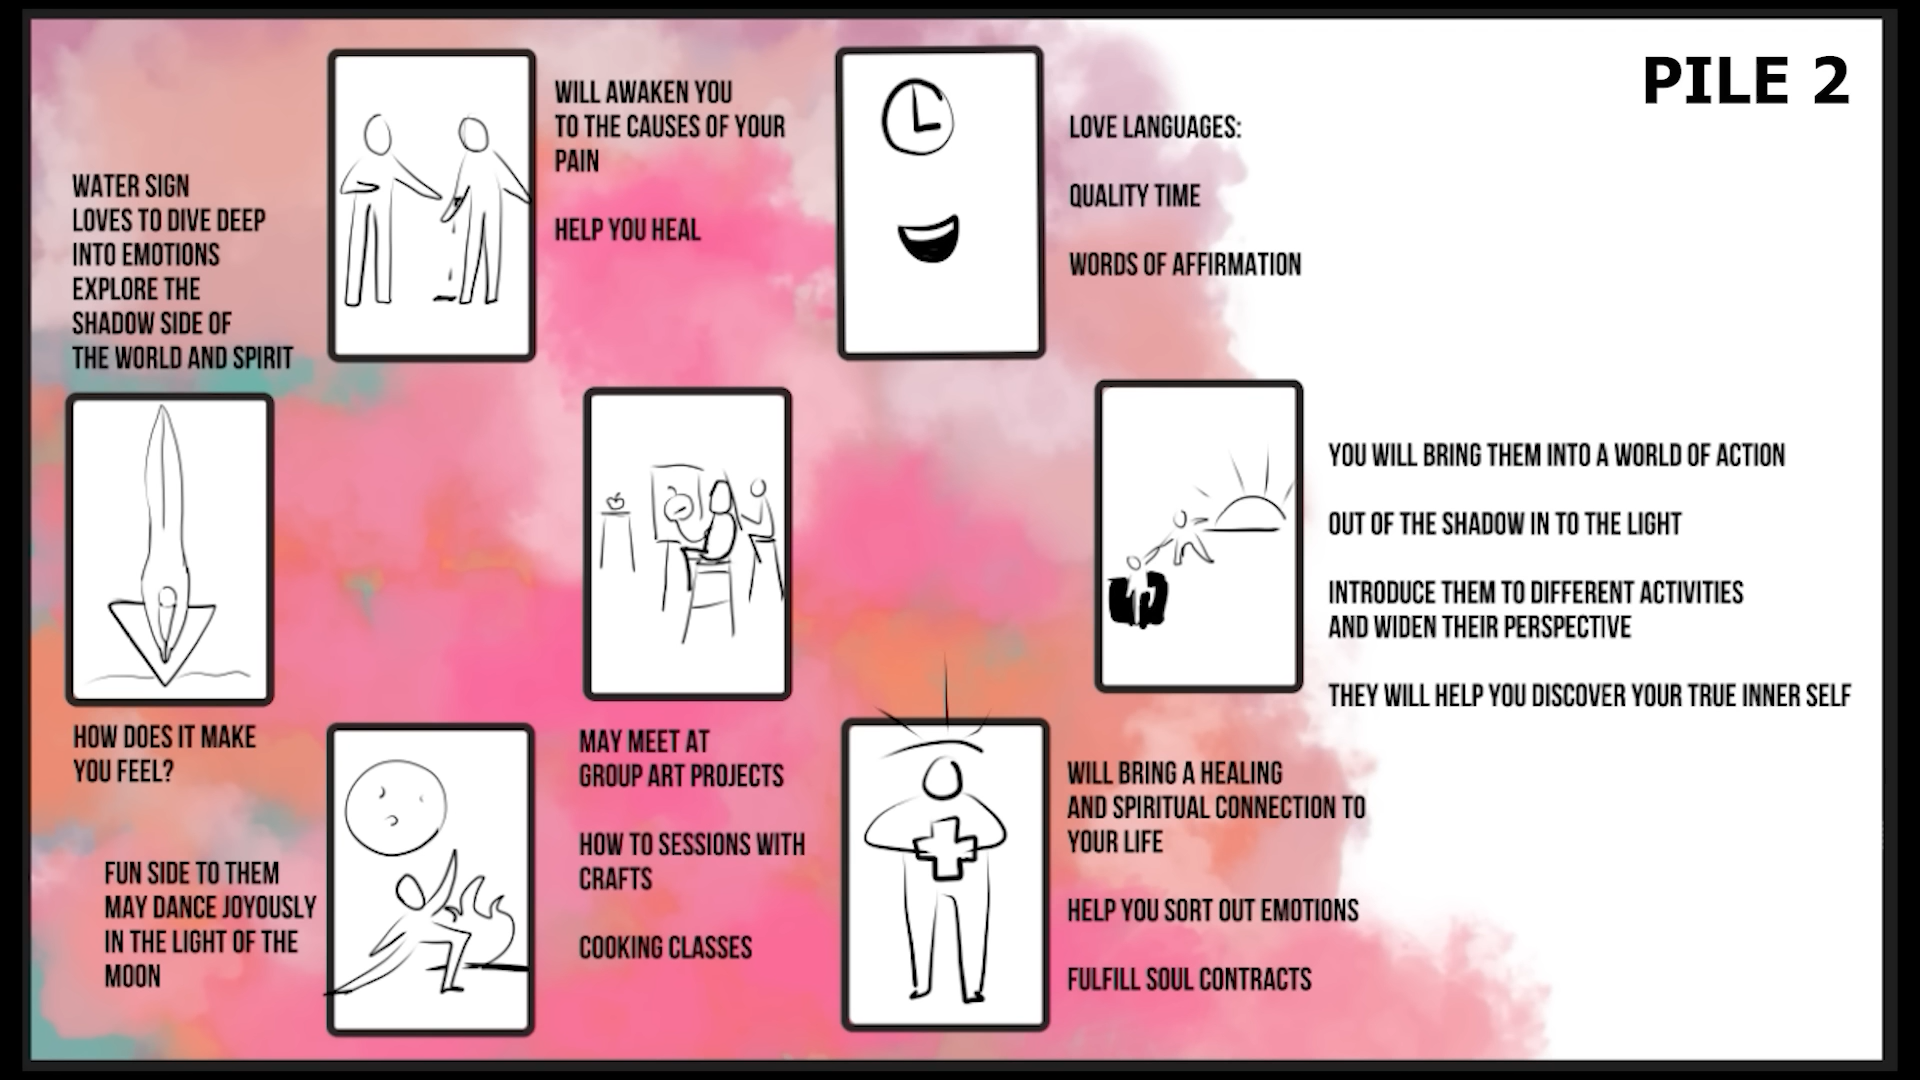 PILE 2
WATER SIGN
LOVES TO DIVE DEEP
INTO EMOTIONS
EXPLORE THE
SHADOW SIDE OF
THE WORLD AND SPIRIT
WILL AWAKEN YOU
TO THE CAUSES OF YOUR
PAIN
HELP YOU HEAL
LOVE LANGUAGES:
QUALITY TIME
WORDS OF AFFIRMATION
YOU WILL BRING THEM INTO A WORLD OF ACTION
OUT OF THE SHADOW IN TO THE LIGHT
INTRODUCE THEM TO DIFFERENT ACTIVITIES
AND WIDEN THEIR PERSPECTIVE
THEY WILL HELP YOU DISCOVER YOUR TRUE INNER SELF
HOW DOES IT MAKE
YOU FEEL?
FUN SIDE TO THEM
MAY DANCE JOYOUSLY
IN THE LIGHT OF THE
MOON
MAY MEET AT
GROUP ART PROJECTS
HOW TO SESSIONS WITH
CRAFTS
COOKING CLASSES
WILL BRING A HEALING
AND SPIRITUAL CONNECTION TO
YOUR LIFE
HELP YOU SORT OUT EMOTIONS
FULFILL SOUL CONTRACTS